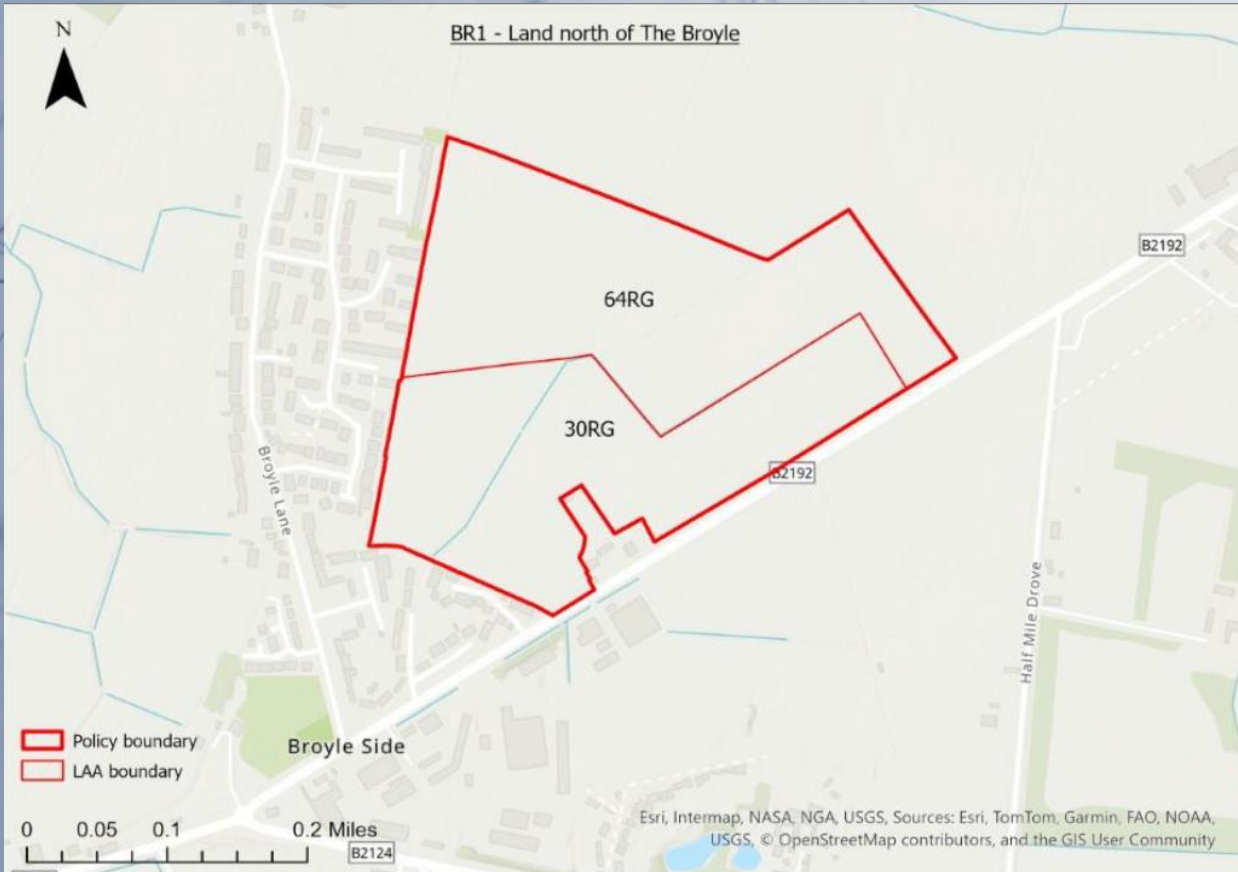 N
BR1 - Land north of The Broyle
B2192
64RG
30RG
B2192
Broyle Lane
Half Mile Drove
Policy boundary
LAA boundary
Broyle Side
0 0.05 0.1 0.2 Miles
B2124
Esri, Intermap, NASA, NGA, USGS, Sources: Esri, TomTom, Garmin, FAO, NOAA,
USGS, © OpenStreetMap contributors, and the GIS User Community